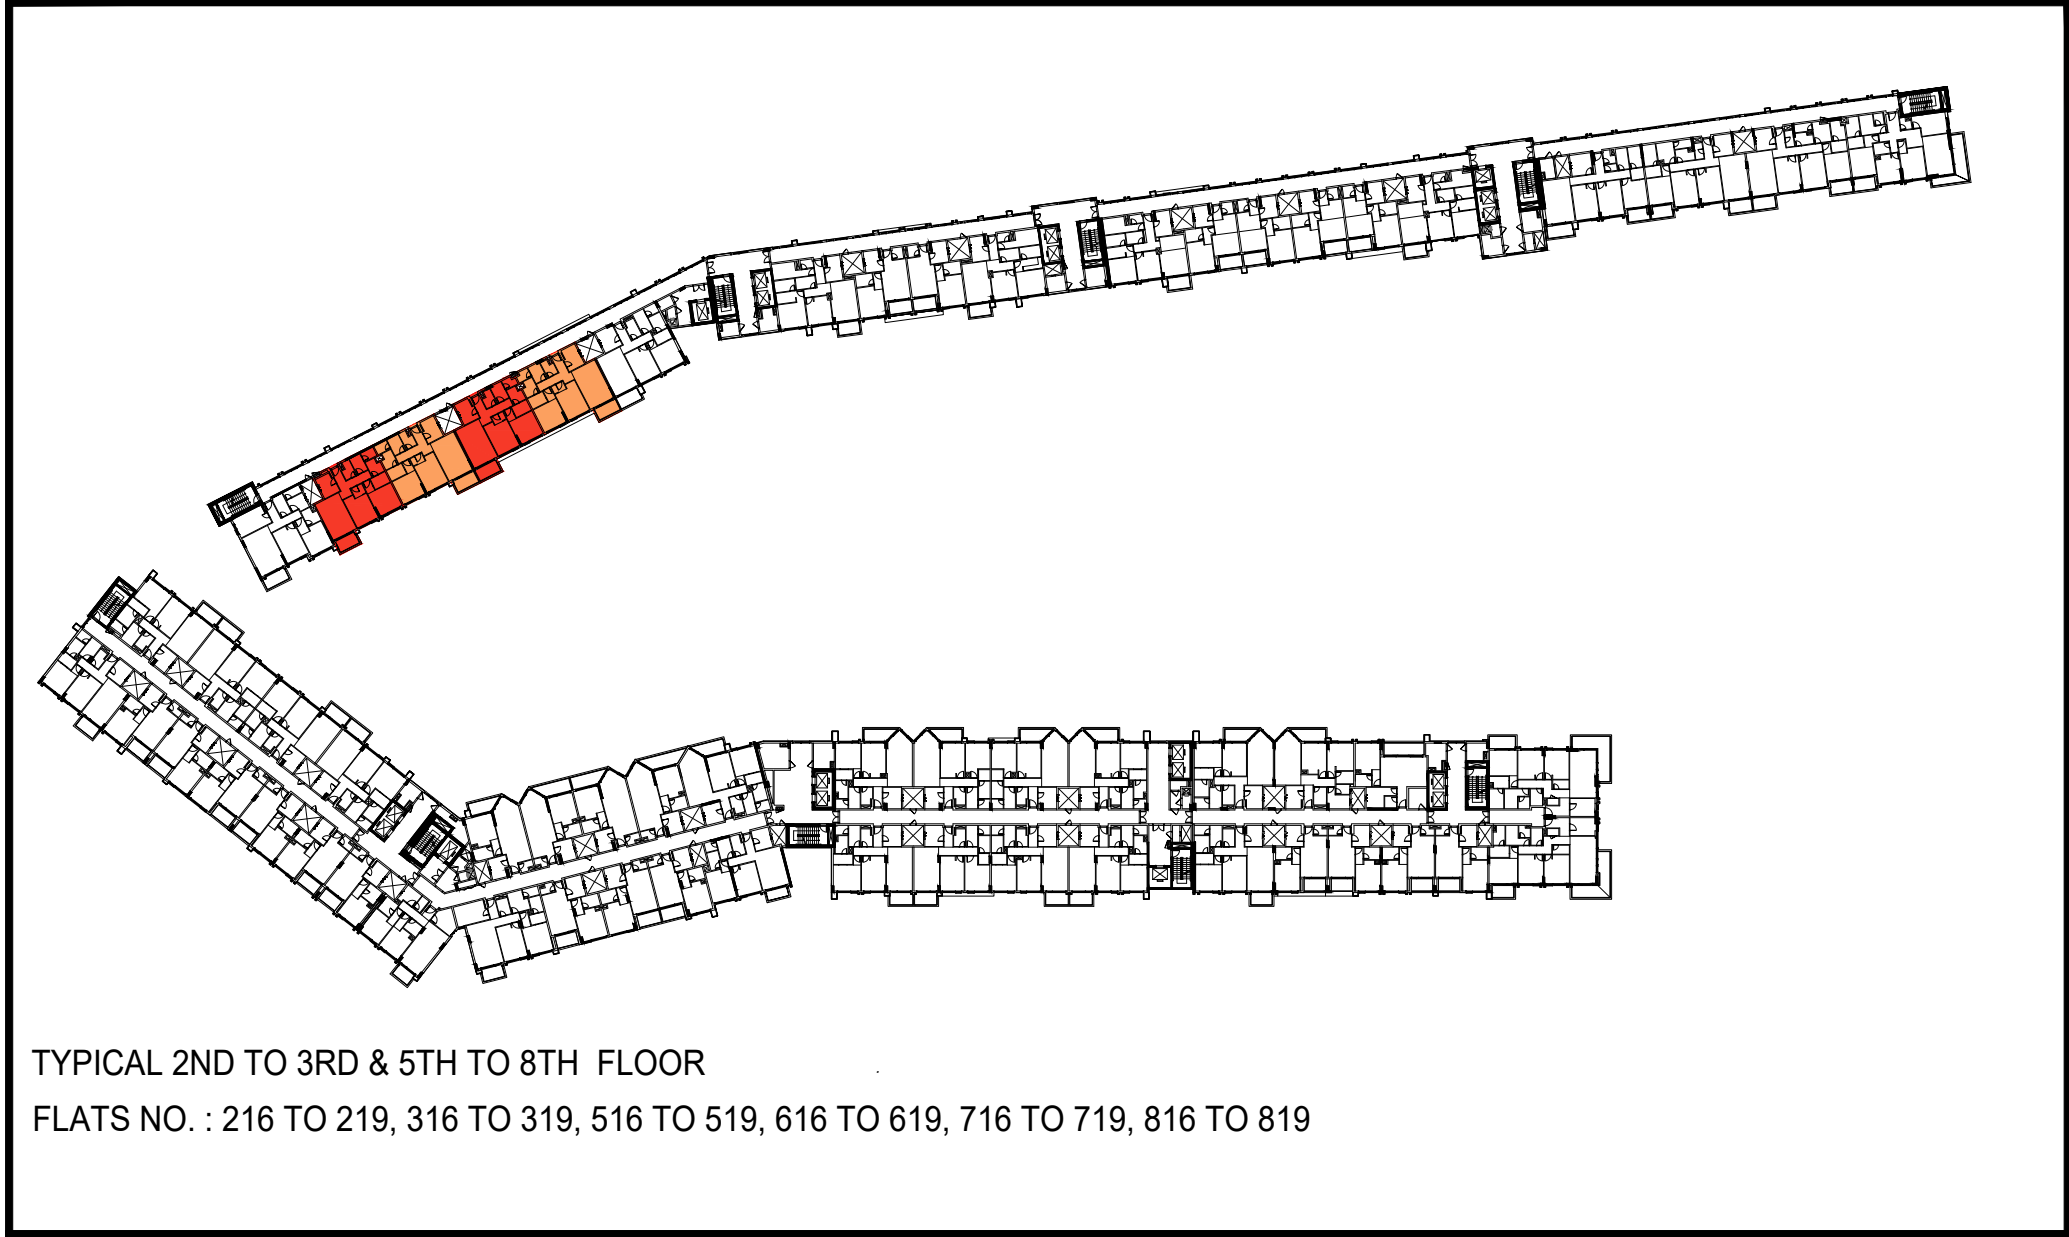 TYPICAL 2ND TO 3RD & 5TH TO 8TH FLOOR
FLATS NO. : 216 TO 219, 316 TO 319, 516 TO 519, 616 TO 619, 716 TO 719, 816 TO 819